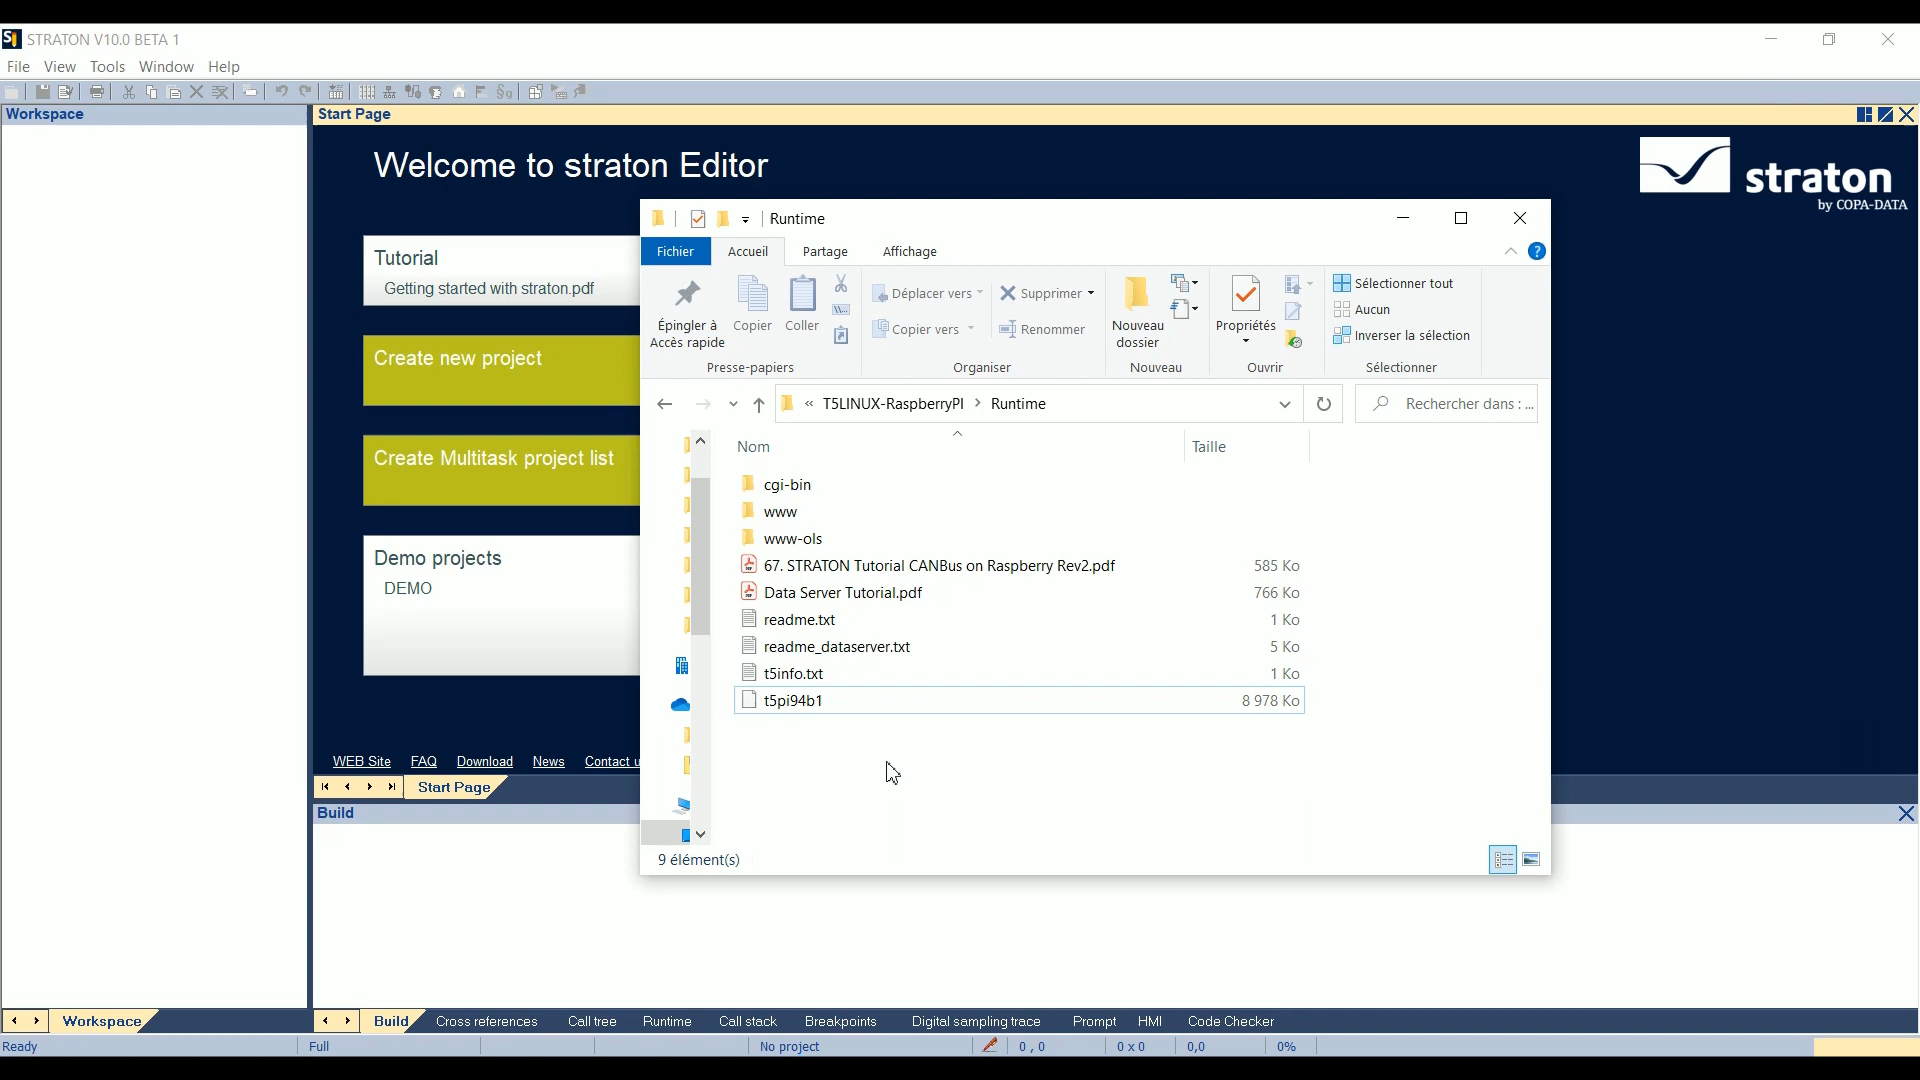 STRATON V10.0 BETA 1
File View Tools Window Help
Workspace
Start Page
Welcome to straton Editor
straton
by COPA-DATA
Tutorial
Getting started with straton.pdf
Create new project
Create Multitask project list
Demo projects
DEMO
WEB Site FAQ Download News Contact u
Start Page
Runtime
Fichier Accueil Partage Affichage
Épingler à
Accès rapide
Copier
Coller
Presse-papiers
Déplacer vers
Copier vers
Supprimer
Renommer
Organiser
Nouveau
dossier
Nouveau
Propriétés
Ouvrir
Sélectionner tout
Aucun
Inverser la sélection
Sélectionner
« T5LINUX-RaspberryPI > Runtime
Rechercher dans : ...
Nom Taille
cgi-bin
www
www-ols
67. STRATON Tutorial CANBus on Raspberry Rev2.pdf 585 Ko
Data Server Tutorial.pdf 766 Ko
readme.txt 1 Ko
readme_dataserver.txt 5 Ko
t5info.txt 1 Ko
t5pi94b1 8 978 Ko
9 élément(s)
Build
Workspace
Build Cross references Call tree Runtime Call stack Breakpoints Digital sampling trace Prompt HMI Code Checker
Ready Full No project 0 , 0 0 x 0 0,0 0%